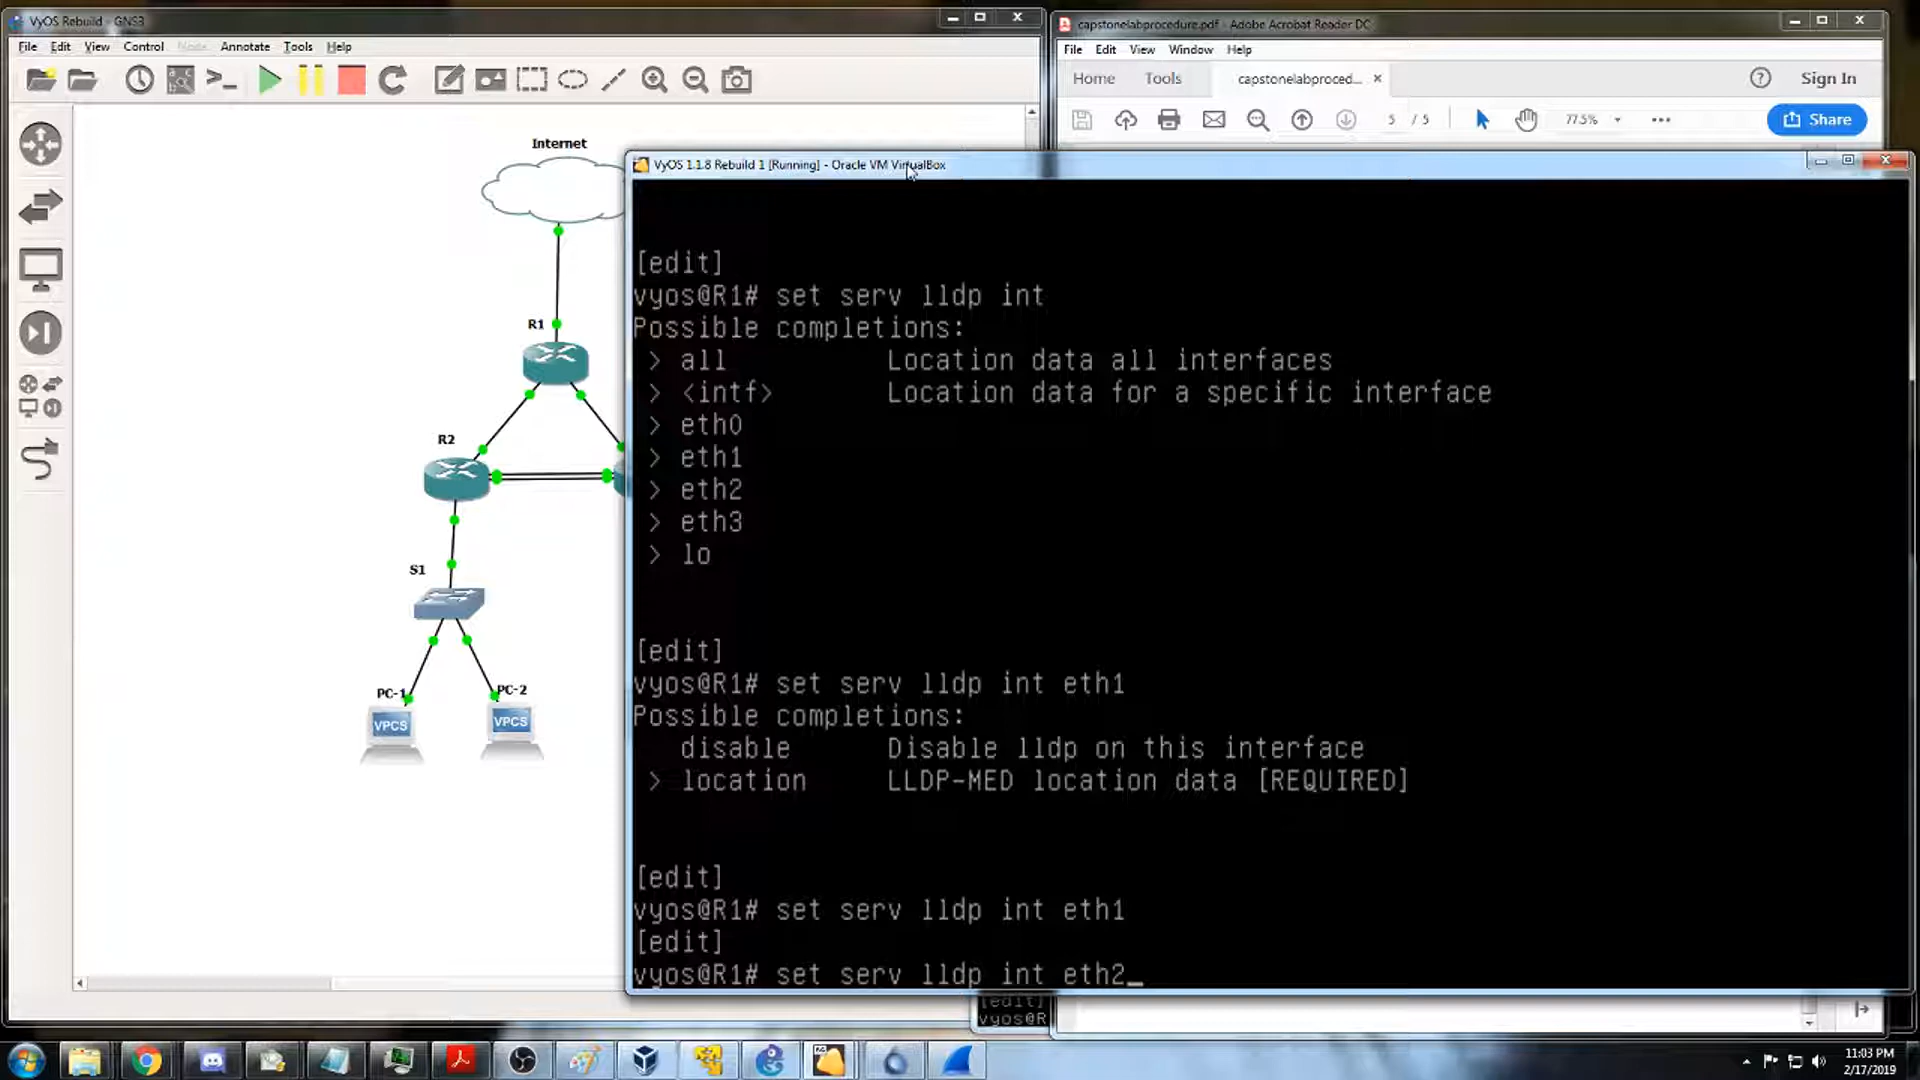 VyOS Rebuild - GNS3
File Edit View Control Node Annotate Tools Help
Internet
R1
R2
S1
PC-1
PC-2
VPCS
VPCS
capstonelabprocedure.pdf - Adobe Acrobat Reader DC
File Edit View Window Help
Home Tools capstonelabproced... × Sign In
5 / 5 77.5% Share
VyOS 1.1.8 Rebuild 1 [Running] - Oracle VM VirtualBox
[edit]
vyos@R1# set serv lldp int
Possible completions:
> all Location data all interfaces
> <intf> Location data for a specific interface
> eth0
> eth1
> eth2
> eth3
> lo
[edit]
vyos@R1# set serv lldp int eth1
Possible completions:
disable Disable lldp on this interface
> location LLDP-MED location data [REQUIRED]
[edit]
vyos@R1# set serv lldp int eth1
[edit]
vyos@R1# set serv lldp int eth2_
[edit]
vyos@R
11:03 PM
2/17/2019